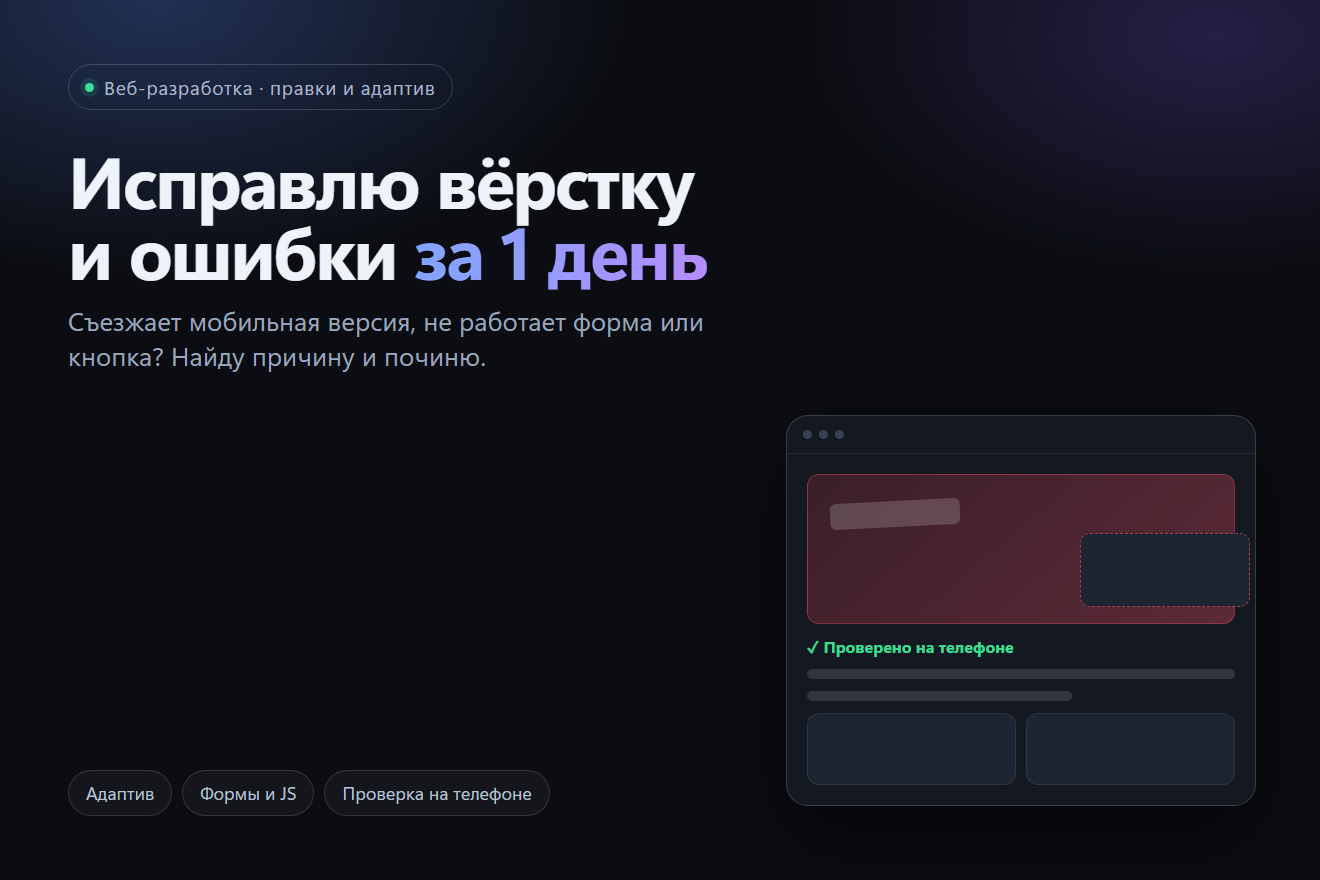 Веб-разработка · правки и адаптив
Исправлю вёрстку
и ошибки за 1 день
Съезжает мобильная версия, не работает форма или
кнопка? Найду причину и починю.
✓ Проверено на телефоне
Адаптив
Формы и JS
Проверка на телефоне